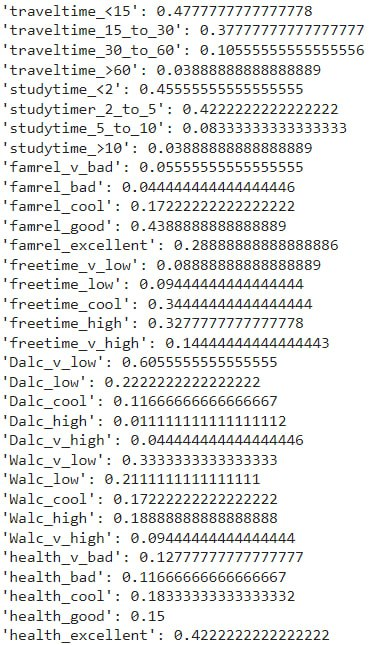 'traveltime_<15': 0.4777777777777778
'traveltime_15_to_30': 0.37777777777777777
'traveltime_30_to_60': 0.10555555555555556
'traveltime_>60': 0.03888888888888889
'studytime_<2': 0.45555555555555555
'studytimer_2_to_5': 0.4222222222222222
'studytime_5_to_10': 0.08333333333333333
'studytime_>10': 0.03888888888888889
'famrel_v_bad': 0.05555555555555555
'famrel_bad': 0.044444444444444446
'famrel_cool': 0.17222222222222222
'famrel_good': 0.4388888888888889
'famrel_excellent': 0.28888888888888886
'freetime_v_low': 0.08888888888888889
'freetime_low': 0.09444444444444444
'freetime_cool': 0.34444444444444444
'freetime_high': 0.3277777777777778
'freetime_v_high': 0.14444444444444443
'Dalc_v_low': 0.6055555555555555
'Dalc_low': 0.2222222222222222
'Dalc_cool': 0.11666666666666667
'Dalc_high': 0.011111111111111112
'Dalc_v_high': 0.044444444444444446
'Walc_v_low': 0.3333333333333333
'Walc_low': 0.2111111111111111
'Walc_cool': 0.17222222222222222
'Walc_high': 0.18888888888888888
'Walc_v_high': 0.09444444444444444
'health_v_bad': 0.12777777777777777
'health_bad': 0.11666666666666667
'health_cool': 0.18333333333333332
'health_good': 0.15
'health_excellent': 0.4222222222222222